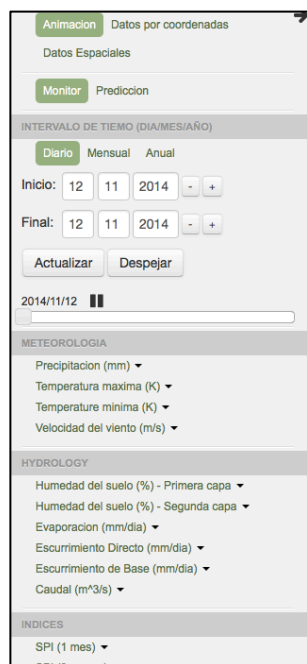 Animacion Datos por coordenadas
Datos Espaciales
Monitor Prediccion
INTERVALO DE TIEMO (DIA/MES/AÑO)
Diario Mensual Anual
Inicio: 12 11 2014 - +
Final: 12 11 2014 - +
Actualizar Despejar
2014/11/12
METEOROLOGIA
Precipitacion (mm)
Temperatura maxima (K)
Temperature minima (K)
Velocidad del viento (m/s)
HYDROLOGY
Humedad del suelo (%) - Primera capa
Humedad del suelo (%) - Segunda capa
Evaporacion (mm/dia)
Escurrimiento Directo (mm/dia)
Escurrimiento de Base (mm/dia)
Caudal (m^3/s)
INDICES
SPI (1 mes)